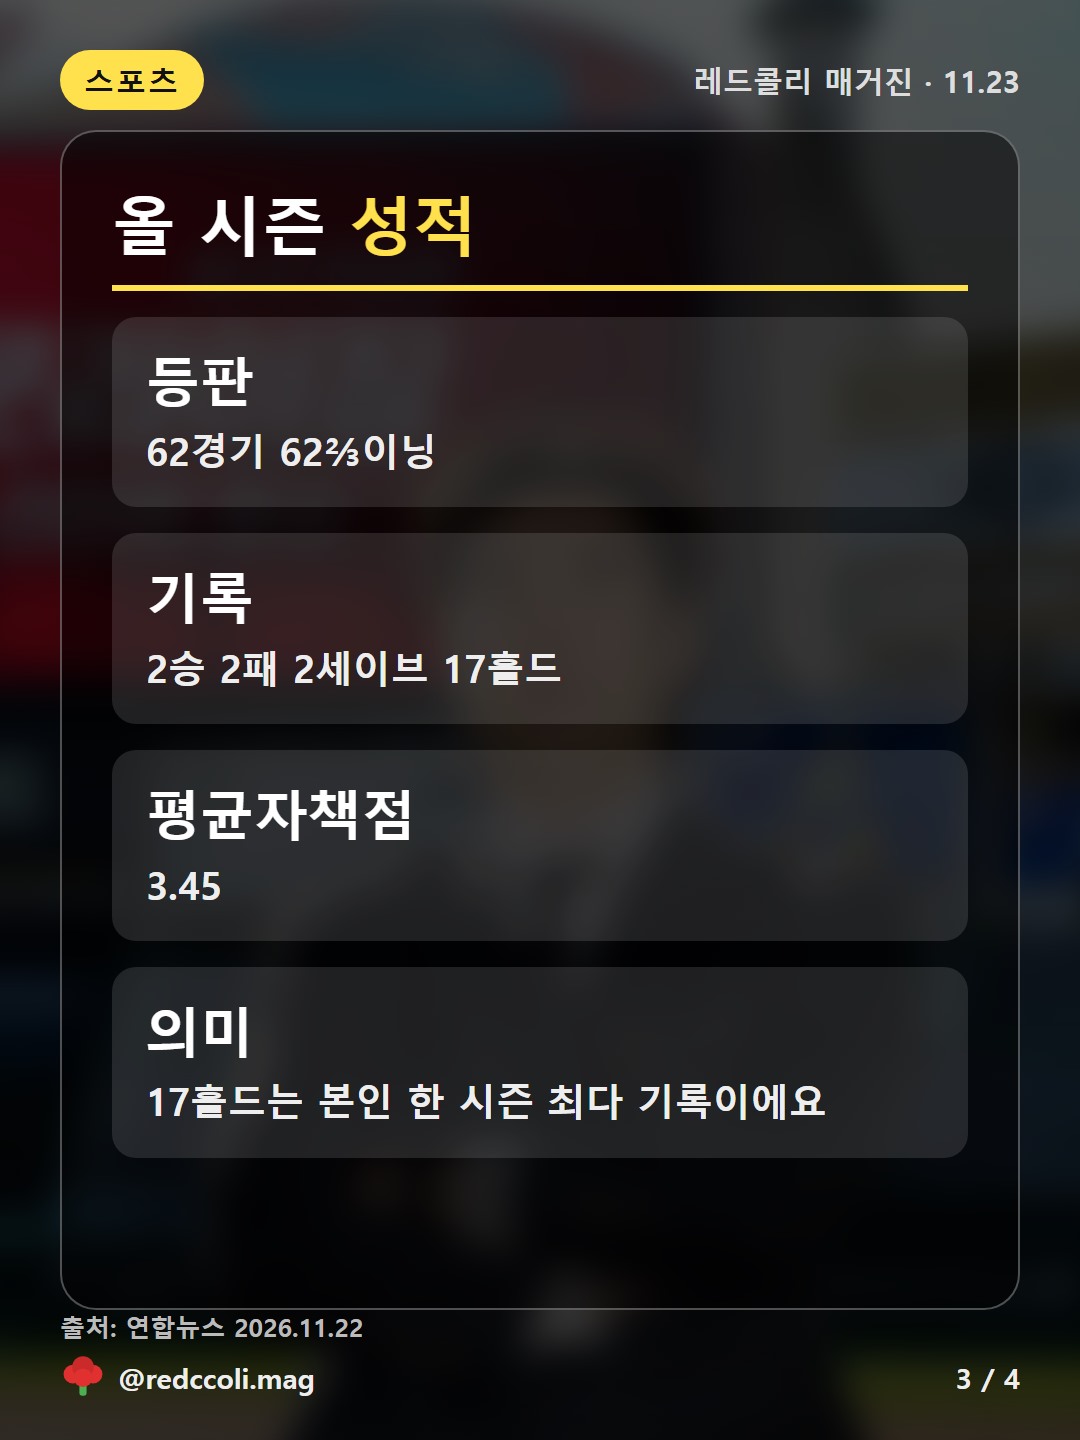 스포츠
레드콜리 매거진 · 11.23
올 시즌 성적
등판
62경기 62⅔이닝
기록
2승 2패 2세이브 17홀드
평균자책점
3.45
의미
17홀드는 본인 한 시즌 최다 기록이에요
출처: 연합뉴스 2026.11.22
@redccoli.mag
3 / 4